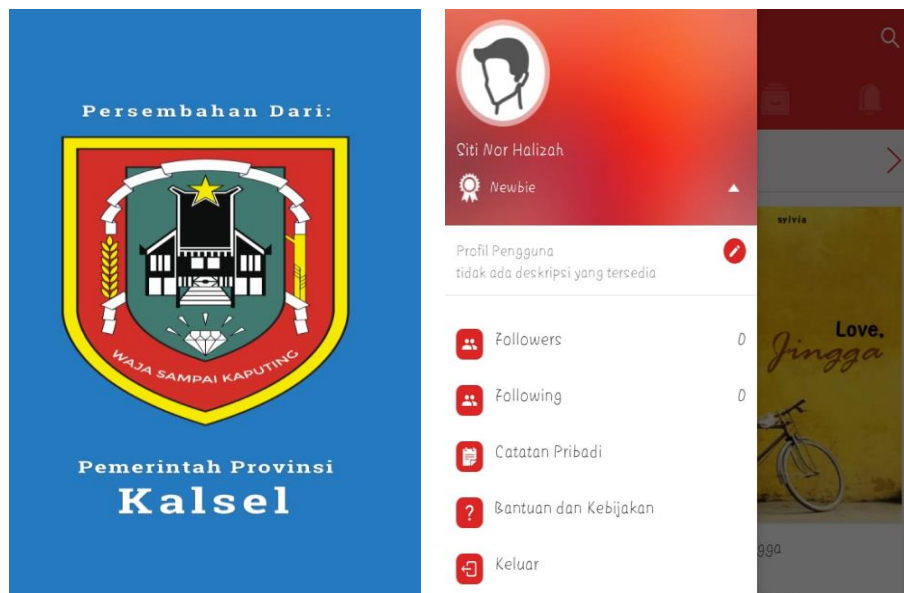 Persembahan Dari:
WAJA SAMPAI KAPUTING
Pemerintah Provinsi
Kalsel
Siti Nor Halizah
Newbie
Profil Pengguna
tidak ada deskripsi yang tersedia
Followers 0
Following 0
Catatan Pribadi
? Bantuan dan Kebijakan
Keluar
sylvia
Love,
Jingga
gga